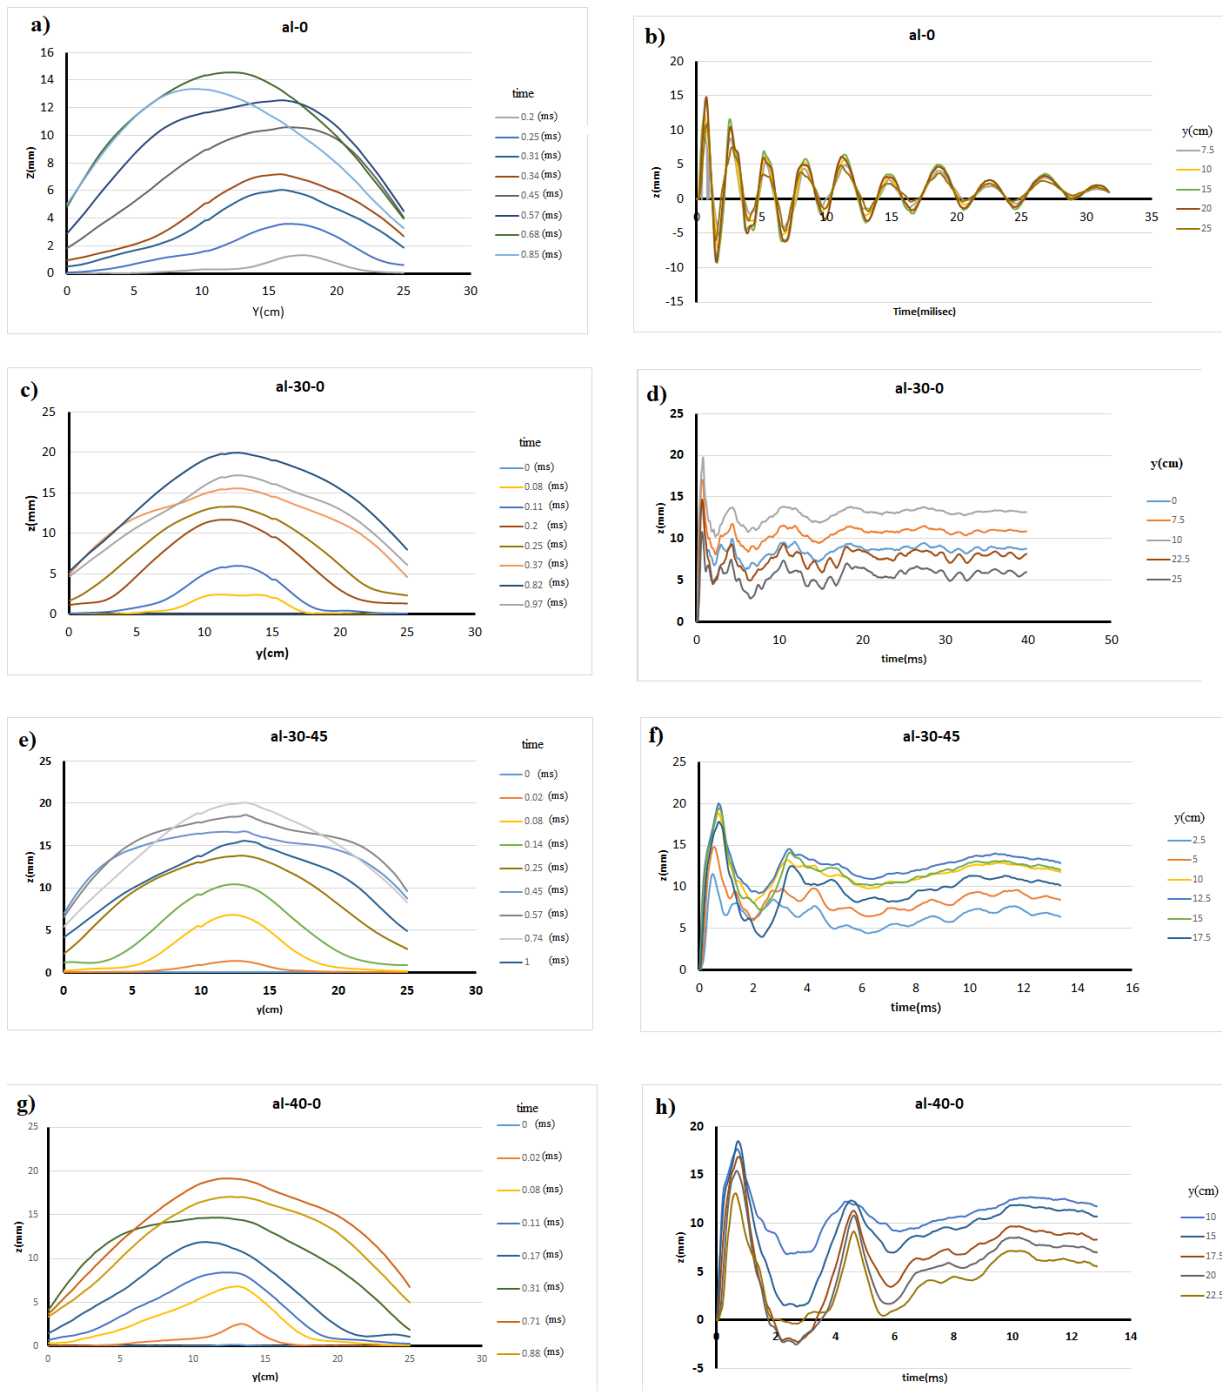 a)
al-0
16
14
12
10
8
6
4
2
0
Z(mm)
0 5 10 15 20 25 30
Y(cm)
time
0.2 (ms)
0.25 (ms)
0.31 (ms)
0.34 (ms)
0.45 (ms)
0.57 (ms)
0.68 (ms)
0.85 (ms)
b)
al-0
20
15
10
5
0
-5
-10
-15
z(mm)
0 5 10 15 20 25 30 35
Time(milisec)
y(cm)
7.5
10
15
20
25
c)
al-30-0
25
20
15
10
5
0
z(mm)
0 5 10 15 20 25 30
y(cm)
time
0 (ms)
0.08 (ms)
0.11 (ms)
0.2 (ms)
0.25 (ms)
0.37 (ms)
0.82 (ms)
0.97 (ms)
d)
al-30-0
25
20
15
10
5
0
z(mm)
0 10 20 30 40 50
time(ms)
y(cm)
0
7.5
10
22.5
25
e)
al-30-45
25
20
15
10
5
0
z(mm)
0 5 10 15 20 25
y(cm)
time
0 (ms)
0.02 (ms)
0.08 (ms)
0.14 (ms)
0.25 (ms)
0.45 (ms)
0.57 (ms)
0.74 (ms)
1 (ms)
f)
al-30-45
25
20
15
10
5
0
z(mm)
0 2 4 6 8 10 12 14 16
time(ms)
y(cm)
2.5
5
10
12.5
15
17.5
g)
al-40-0
25
20
15
10
5
0
z(mm)
0 5 10 15 20 25 30
y(cm)
time
0 (ms)
0.02 (ms)
0.08 (ms)
0.11 (ms)
0.17 (ms)
0.31 (ms)
0.71 (ms)
0.88 (ms)
h)
al-40-0
20
15
10
5
0
-5
z(mm)
0 2 4 6 8 10 12 14
time(ms)
y(cm)
10
15
17.5
20
22.5